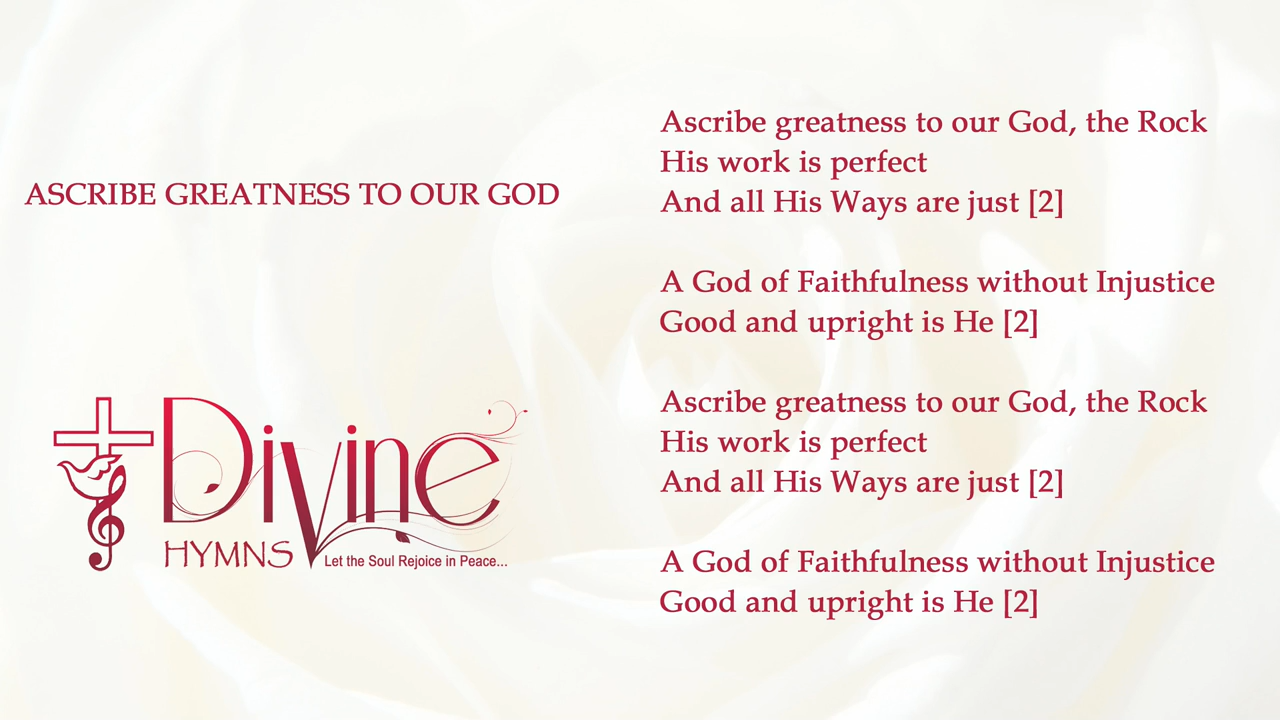 ASCRIBE GREATNESS TO OUR GOD
Divine
HYMNS
Let the Soul Rejoice in Peace...
Ascribe greatness to our God, the Rock
His work is perfect
And all His Ways are just [2]
A God of Faithfulness without Injustice
Good and upright is He [2]
Ascribe greatness to our God, the Rock
His work is perfect
And all His Ways are just [2]
A God of Faithfulness without Injustice
Good and upright is He [2]